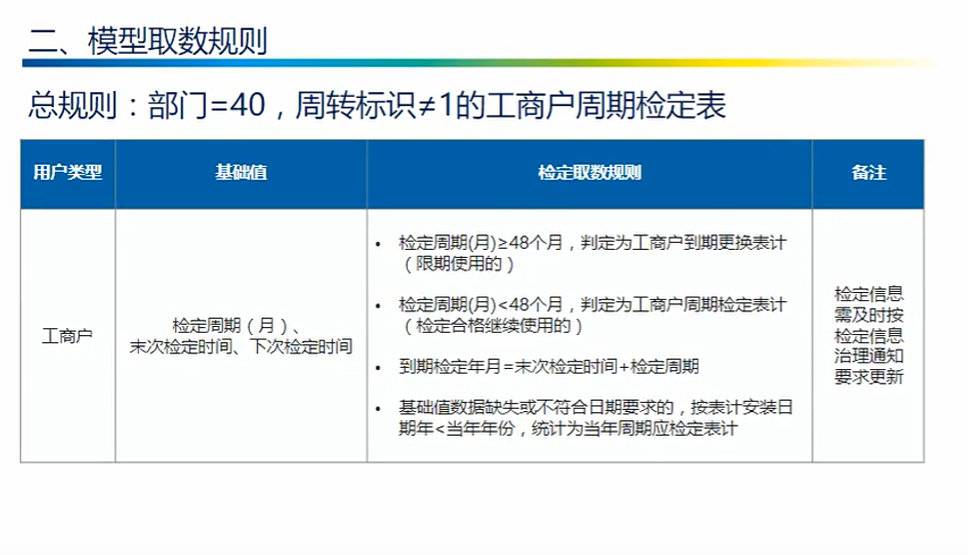 二、模型取数规则
总规则：部门=40，周转标识≠1的工商户周期检定表
用户类型
基础值
检定取数规则
备注
工商户
检定周期（月）、
末次检定时间、下次检定时间
• 检定周期(月)≥48个月，判定为工商户到期更换表计
（限期使用的）
• 检定周期(月)<48个月，判定为工商户周期检定表计
（检定合格继续使用的）
• 到期检定年月=末次检定时间+检定周期
• 基础值数据缺失或不符合日期要求的，按表计安装日
期年<当年年份，统计为当年周期应检定表计
检定信息
需及时按
检定信息
治理通知
要求更新